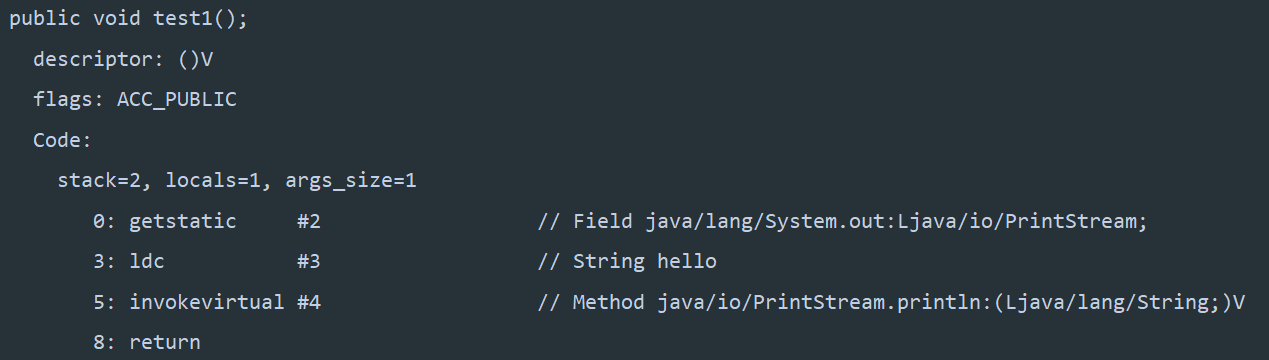 public void test1();
  descriptor: ()V
  flags: ACC_PUBLIC
  Code:
    stack=2, locals=1, args_size=1
       0: getstatic     #2                  // Field java/lang/System.out:Ljava/io/PrintStream;
       3: ldc           #3                  // String hello
       5: invokevirtual #4                  // Method java/io/PrintStream.println:(Ljava/lang/String;)V
       8: return